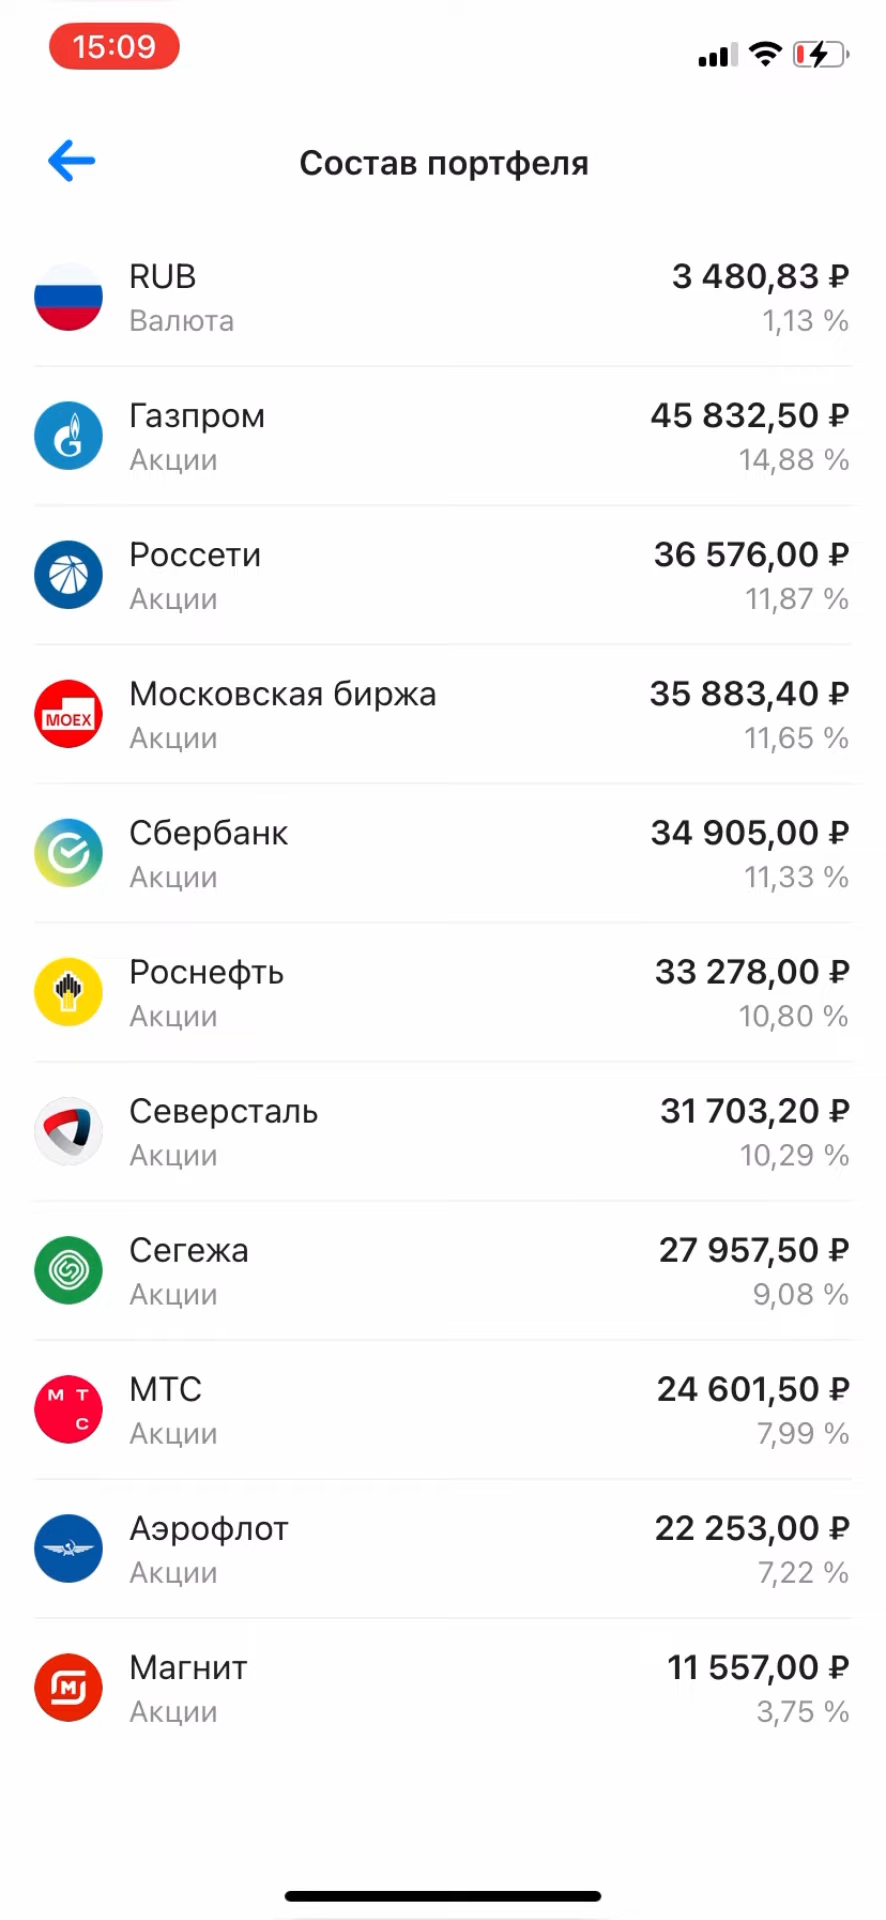 15:09
Состав портфеля
RUB
3 480,83 ₽
Валюта
1,13 %
Газпром
45 832,50 ₽
Акции
14,88 %
Россети
36 576,00 ₽
Акции
11,87 %
MOEX
Московская биржа
35 883,40 ₽
Акции
11,65 %
Сбербанк
34 905,00 ₽
Акции
11,33 %
Роснефть
33 278,00 ₽
Акции
10,80 %
Северсталь
31 703,20 ₽
Акции
10,29 %
Сегежа
27 957,50 ₽
Акции
9,08 %
М Т
С
МТС
24 601,50 ₽
Акции
7,99 %
Аэрофлот
22 253,00 ₽
Акции
7,22 %
М
Магнит
11 557,00 ₽
Акции
3,75 %